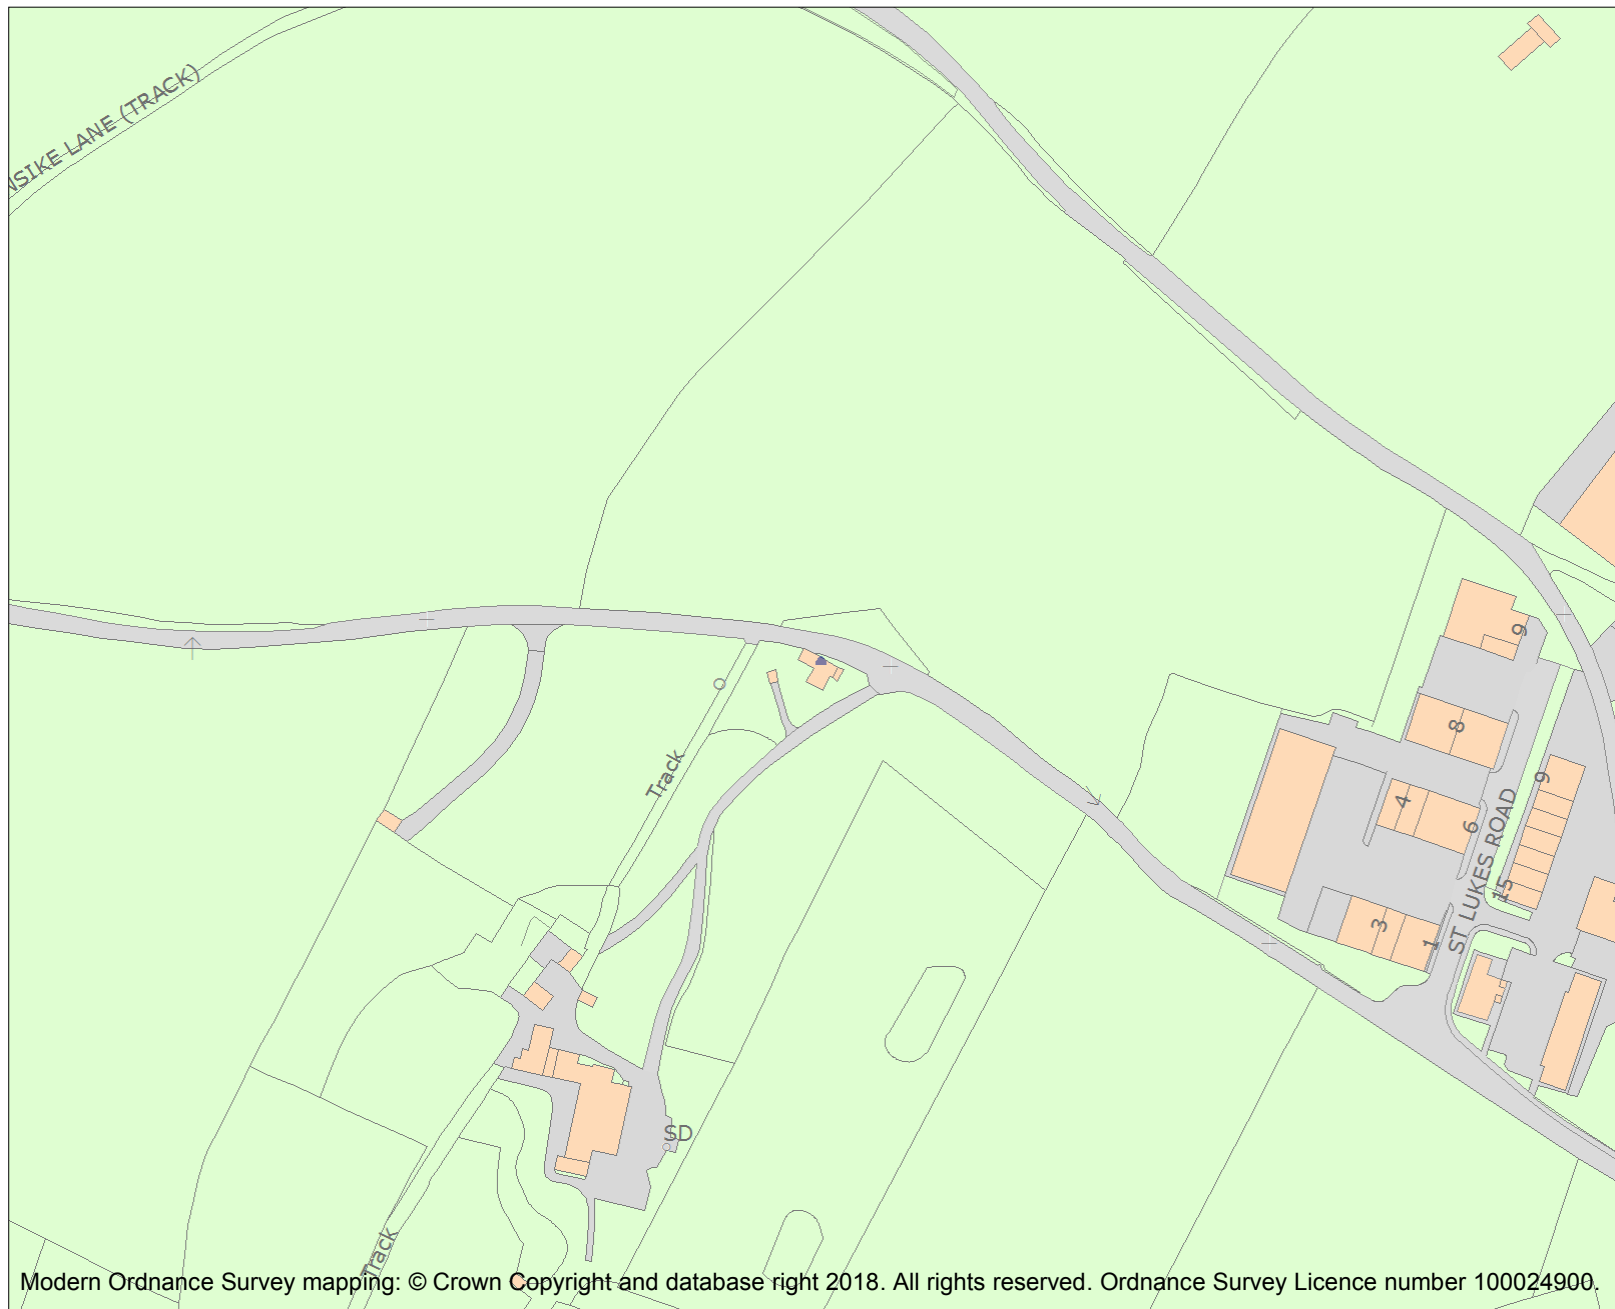 NSIKE LANE (TRACK)
9
8
Track
9
4
6
ST LUKES ROAD
15
3
1
SD
Track
Modern Ordnance Survey mapping: © Crown Copyright and database right 2018. All rights reserved. Ordnance Survey Licence number 100024900.